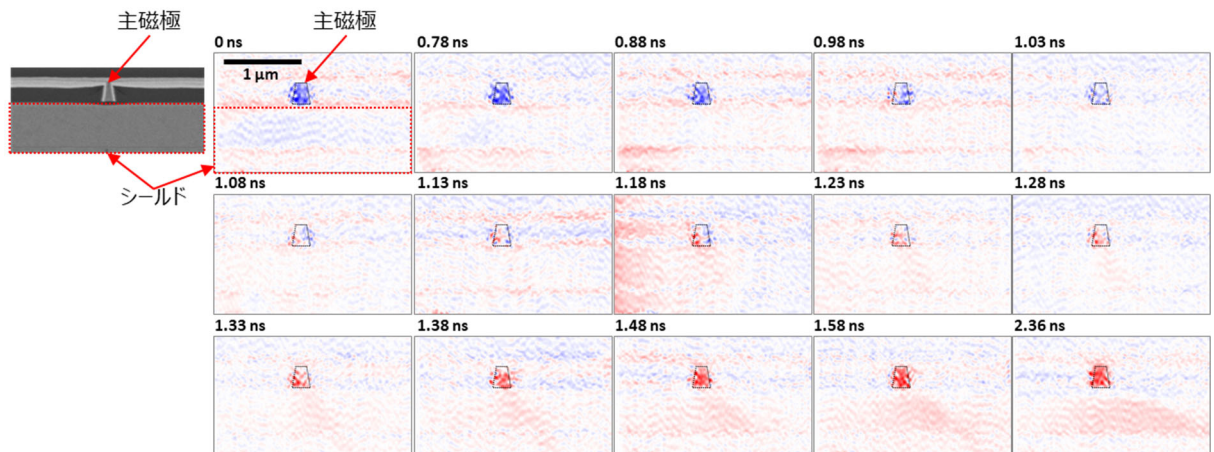 主磁極
主磁極
シールド
0 ns
1 μm
0.78 ns
0.88 ns
0.98 ns
1.03 ns
1.08 ns
1.13 ns
1.18 ns
1.23 ns
1.28 ns
1.33 ns
1.38 ns
1.48 ns
1.58 ns
2.36 ns